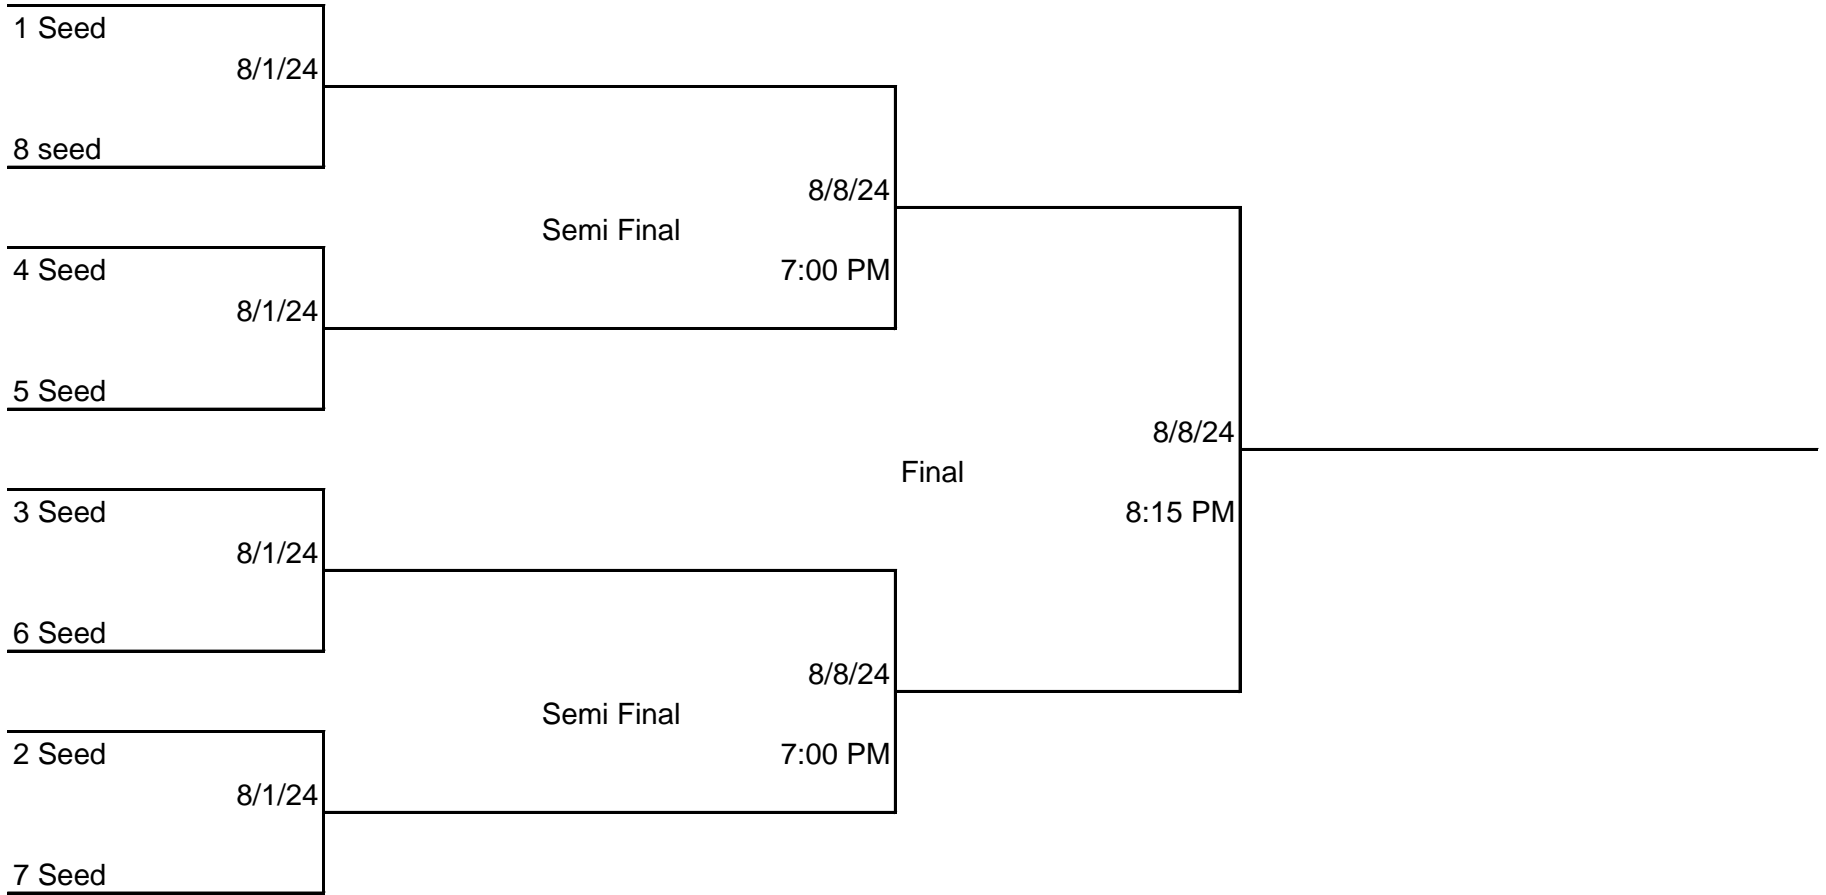 1 Seed
8/1/24
8 seed
8/8/24
Semi Final
4 Seed
7:00 PM
8/1/24
5 Seed
8/8/24
Final
3 Seed
8:15 PM
8/1/24
6 Seed
8/8/24
Semi Final
2 Seed
7:00 PM
8/1/24
7 Seed